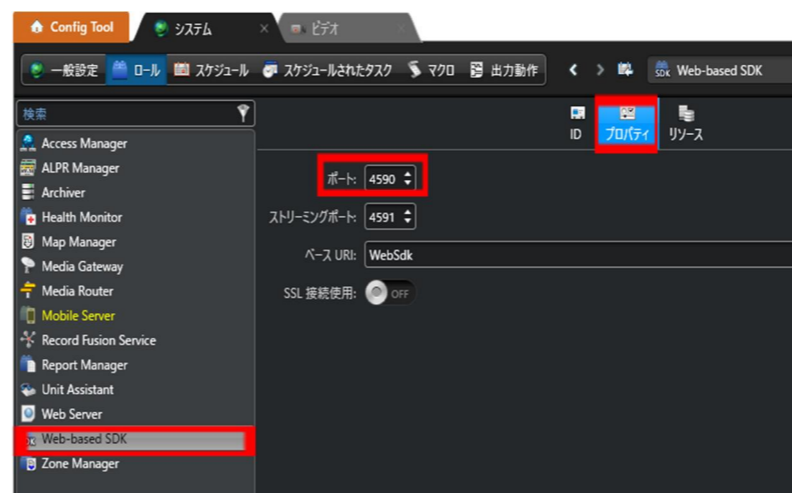 Config Tool
システム
ビデオ
一般設定 ロール スケジュール スケジュールされたタスク マクロ 出力動作 Web-based SDK
検索
Access Manager
ALPR Manager
Archiver
Health Monitor
Map Manager
Media Gateway
Media Router
Mobile Server
Record Fusion Service
Report Manager
Unit Assistant
Web Server
Web-based SDK
Zone Manager
ID プロパティ リソース
ポート: 4590
ストリーミングポート: 4591
ベース URI: WebSdk
SSL 接続使用: OFF